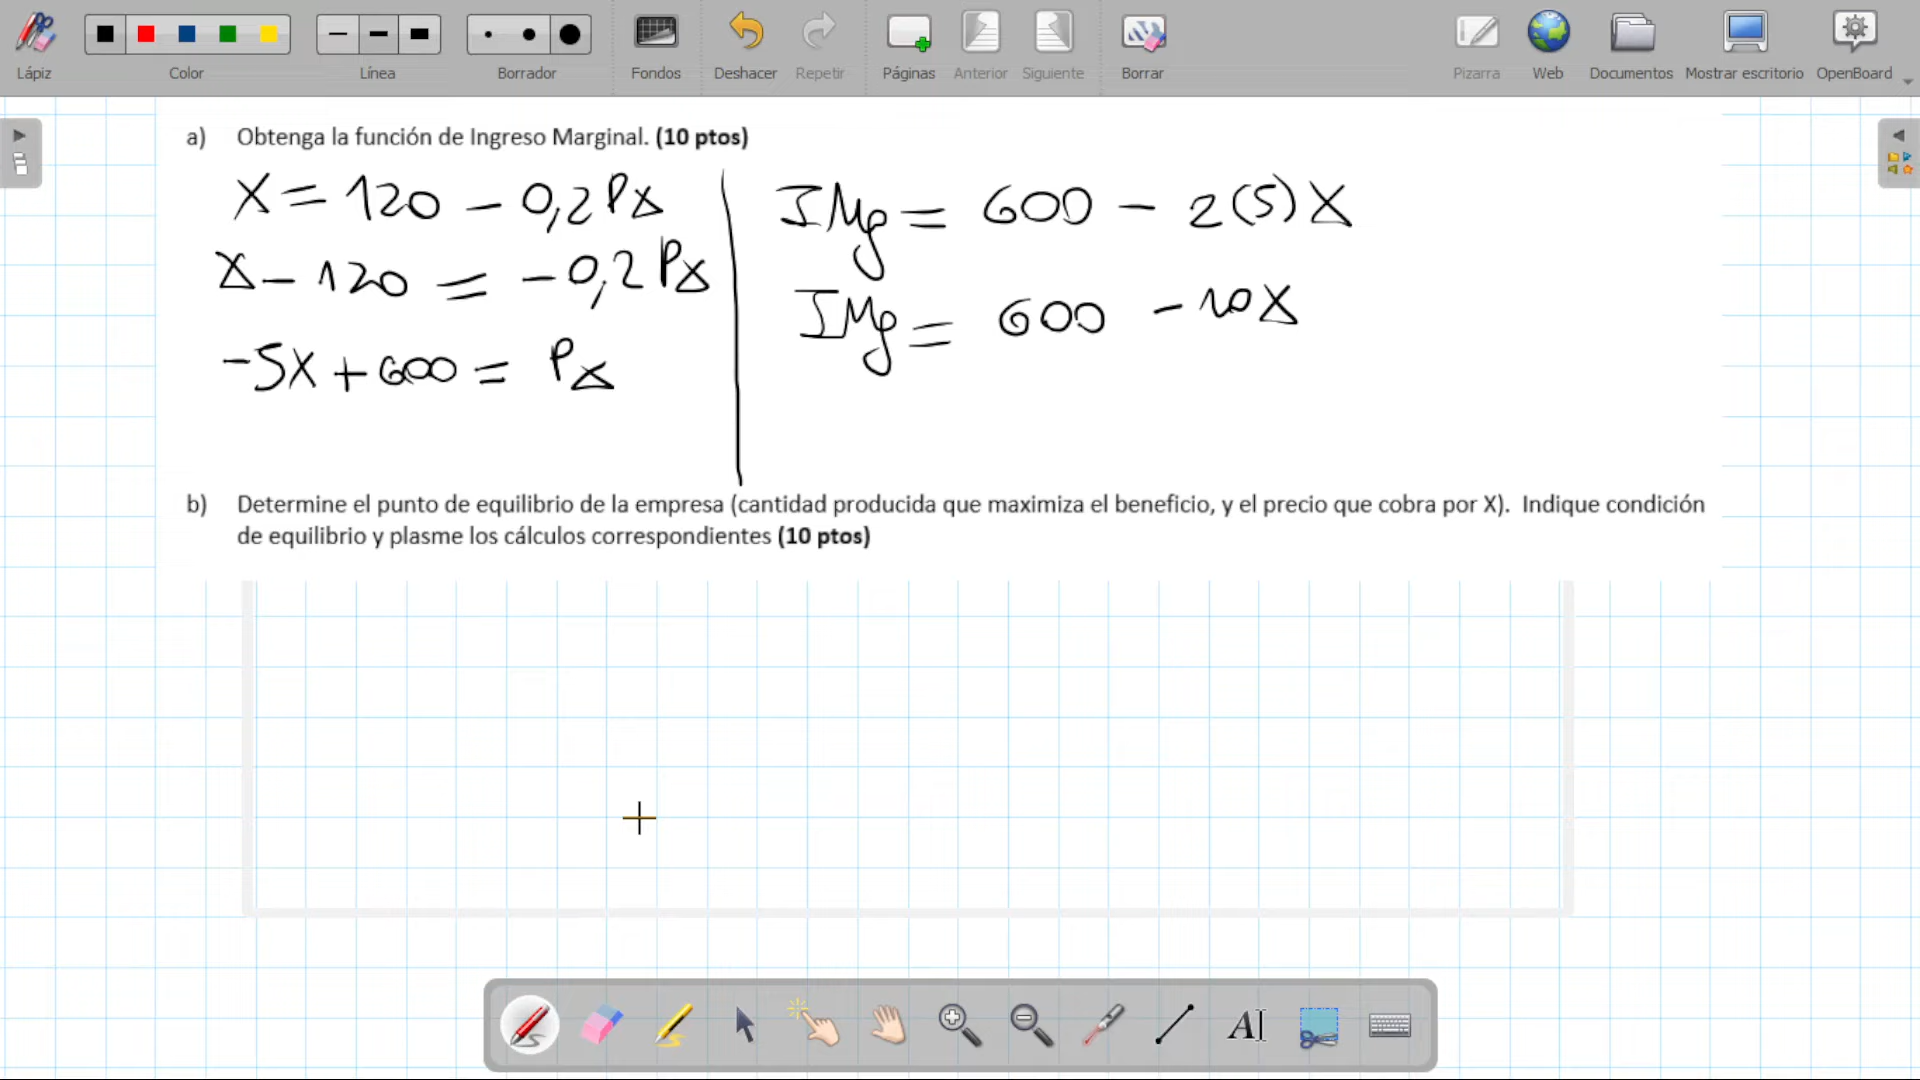 Lápiz Color Línea Borrador Fondos Deshacer Repetir Páginas Anterior Siguiente Borrar Pizarra Web Documentos Mostrar escritorio OpenBoard
a) Obtenga la función de Ingreso Marginal. (10 ptos)
X = 120 - 0,2 Px
X - 120 = -0,2 Px
-5X + 600 = Px
IMg = 600 - 2(5)X
IMg = 600 - 10X
b) Determine el punto de equilibrio de la empresa (cantidad producida que maximiza el beneficio, y el precio que cobra por X). Indique condición
de equilibrio y plasme los cálculos correspondientes (10 ptos)
AI